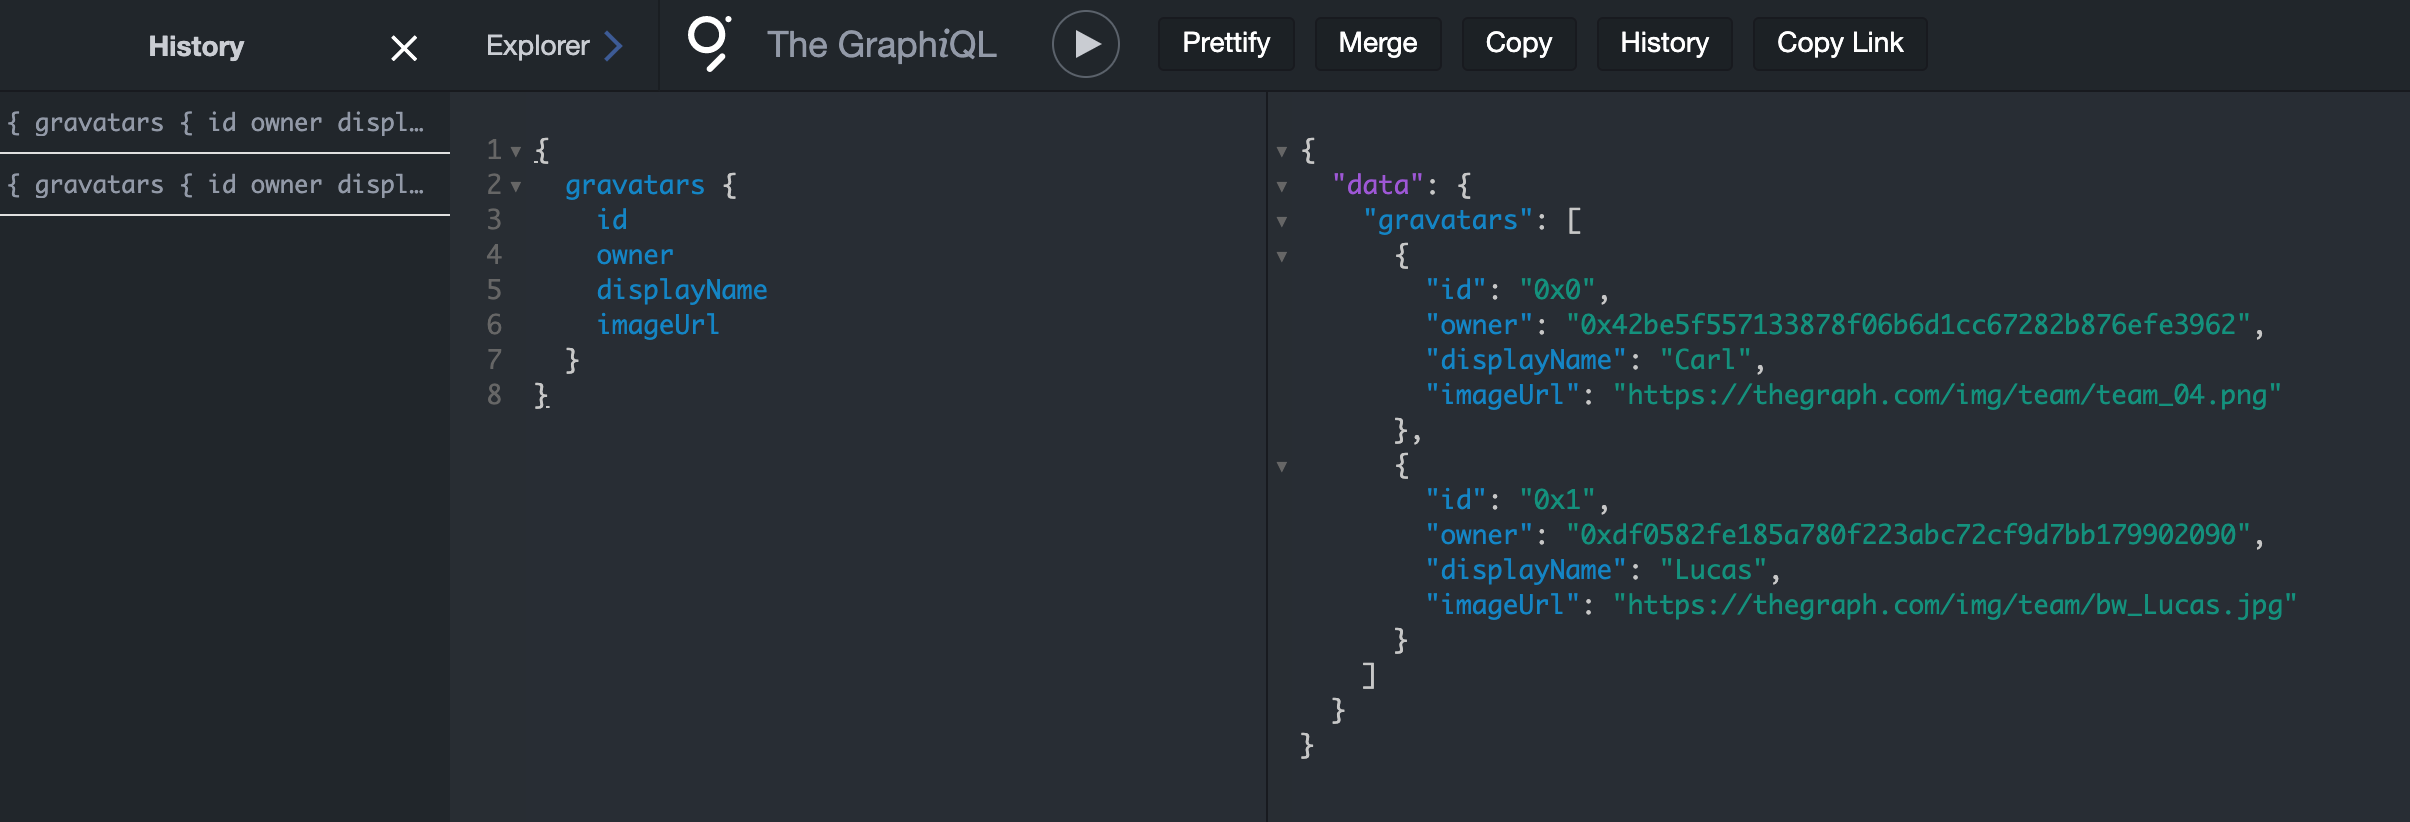 History
Explorer
The GraphiQL
Prettify
Merge
Copy
History
Copy Link
{ gravatars { id owner displ…
{ gravatars { id owner displ…
1 {
2 gravatars {
3 id
4 owner
5 displayName
6 imageUrl
7 }
8 }
{
"data": {
"gravatars": [
{
"id": "0x0",
"owner": "0x42be5f557133878f06b6d1cc67282b876efe3962",
"displayName": "Carl",
"imageUrl": "https://thegraph.com/img/team/team_04.png"
},
{
"id": "0x1",
"owner": "0xdf0582fe185a780f223abc72cf9d7bb179902090",
"displayName": "Lucas",
"imageUrl": "https://thegraph.com/img/team/bw_Lucas.jpg"
}
]
}
}